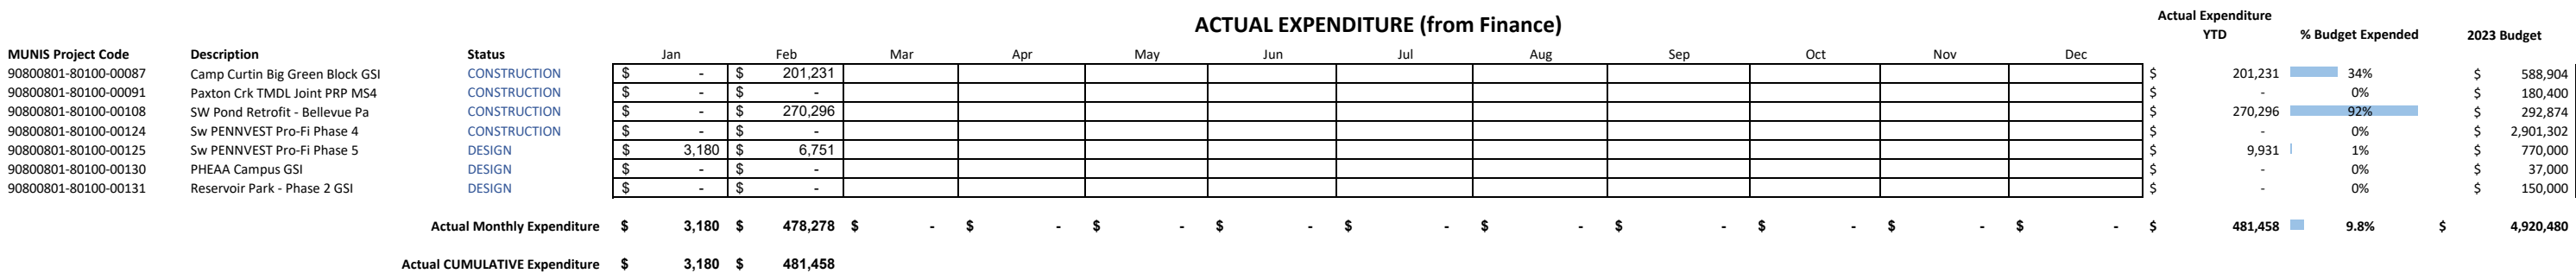 ACTUAL EXPENDITURE (from Finance)
Actual Expenditure
YTD % Budget Expended 2023 Budget
MUNIS Project Code Description Status Jan Feb Mar Apr May Jun Jul Aug Sep Oct Nov Dec
90800801-80100-00087 Camp Curtin Big Green Block GSI CONSTRUCTION $ - $ 201,231 $ 201,231 34% $ 588,904
90800801-80100-00091 Paxton Crk TMDL Joint PRP MS4 CONSTRUCTION $ - $ - $ - 0% $ 180,400
90800801-80100-00108 SW Pond Retrofit - Bellevue Pa CONSTRUCTION $ - $ 270,296 $ 270,296 92% $ 292,874
90800801-80100-00124 Sw PENNVEST Pro-Fi Phase 4 CONSTRUCTION $ - $ - $ - 0% $ 2,901,302
90800801-80100-00125 Sw PENNVEST Pro-Fi Phase 5 DESIGN $ 3,180 $ 6,751 $ 9,931 1% $ 770,000
90800801-80100-00130 PHEAA Campus GSI DESIGN $ - $ - $ - 0% $ 37,000
90800801-80100-00131 Reservoir Park - Phase 2 GSI DESIGN $ - $ - $ - 0% $ 150,000
Actual Monthly Expenditure $ 3,180 $ 478,278 $ - $ - $ - $ - $ - $ - $ - $ - $ - $ - $ 481,458 9.8% $ 4,920,480
Actual CUMULATIVE Expenditure $ 3,180 $ 481,458